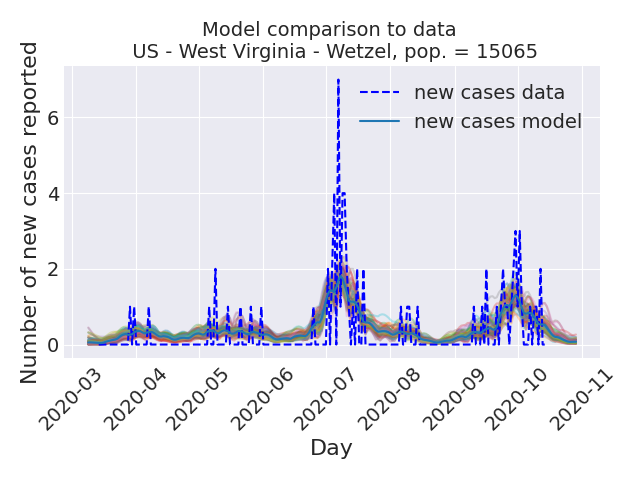 Model comparison to data
US - West Virginia - Wetzel, pop. = 15065
Number of new cases reported
6
4
2
0
new cases data
new cases model
2020-03
2020-04
2020-05
2020-06
2020-07
2020-08
2020-09
2020-10
2020-11
Day